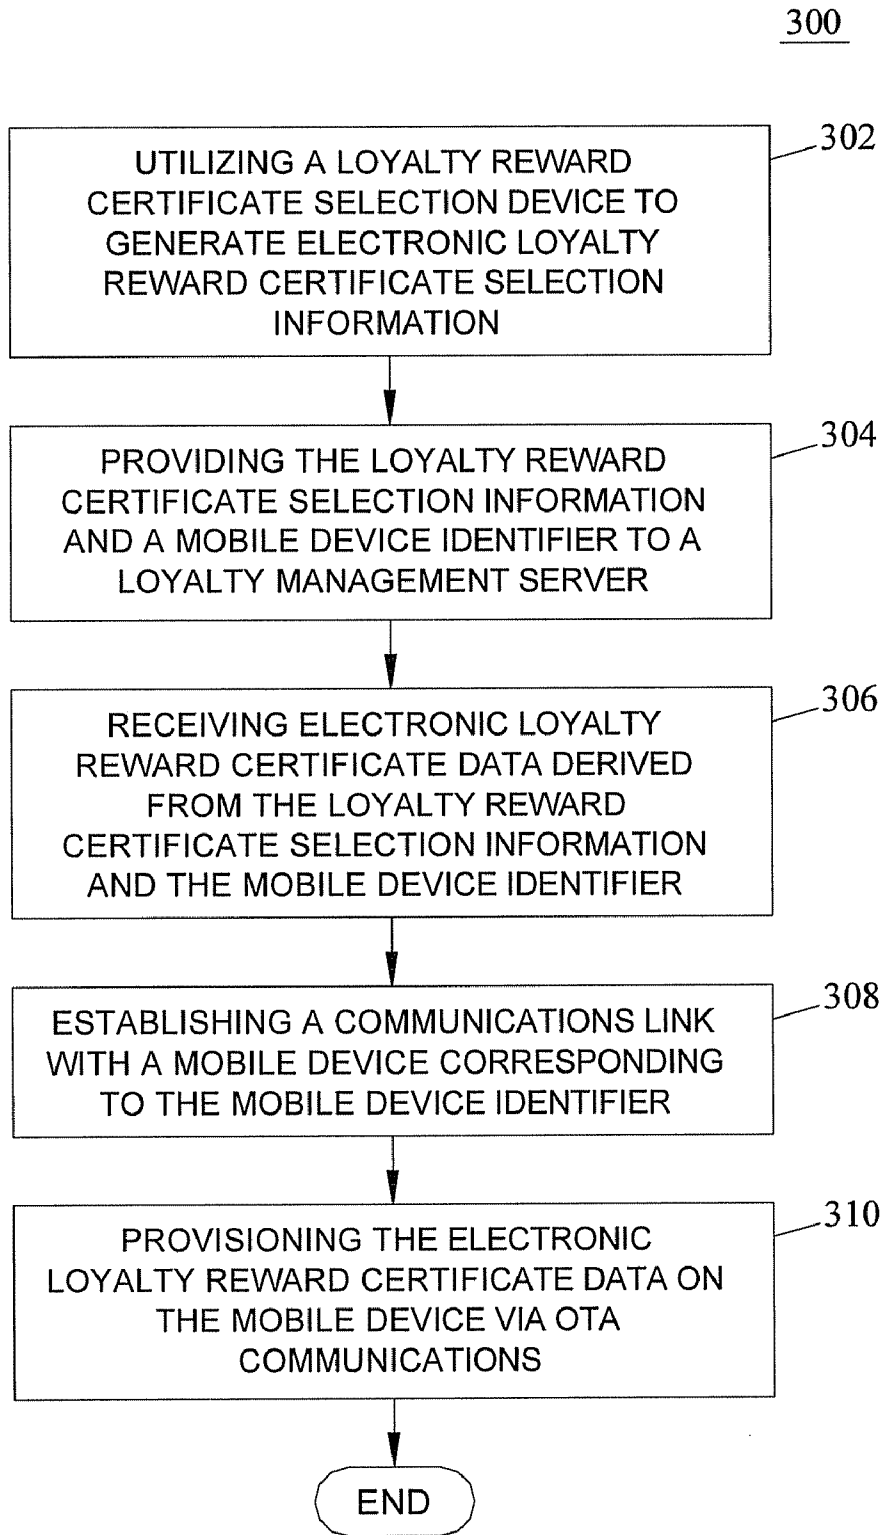 300
302
UTILIZING A LOYALTY REWARD
CERTIFICATE SELECTION DEVICE TO
GENERATE ELECTRONIC LOYALTY
REWARD CERTIFICATE SELECTION
INFORMATION
304
PROVIDING THE LOYALTY REWARD
CERTIFICATE SELECTION INFORMATION
AND A MOBILE DEVICE IDENTIFIER TO A
LOYALTY MANAGEMENT SERVER
306
RECEIVING ELECTRONIC LOYALTY
REWARD CERTIFICATE DATA DERIVED
FROM THE LOYALTY REWARD
CERTIFICATE SELECTION INFORMATION
AND THE MOBILE DEVICE IDENTIFIER
308
ESTABLISHING A COMMUNICATIONS LINK
WITH A MOBILE DEVICE CORRESPONDING
TO THE MOBILE DEVICE IDENTIFIER
310
PROVISIONING THE ELECTRONIC
LOYALTY REWARD CERTIFICATE DATA ON
THE MOBILE DEVICE VIA OTA
COMMUNICATIONS
END